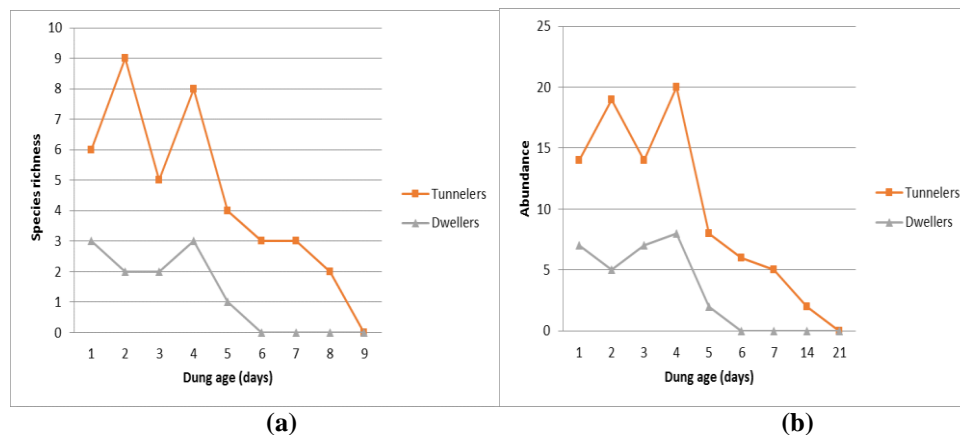 10
9
8
7
6
5
4
3
2
1
0
Species richness
1 2 3 4 5 6 7 8 9
Dung age (days)
Tunnelers
Dwellers
(a)
25
20
15
10
5
0
Abundance
1 2 3 4 5 6 7 14 21
Dung age (days)
Tunnelers
Dwellers
(b)